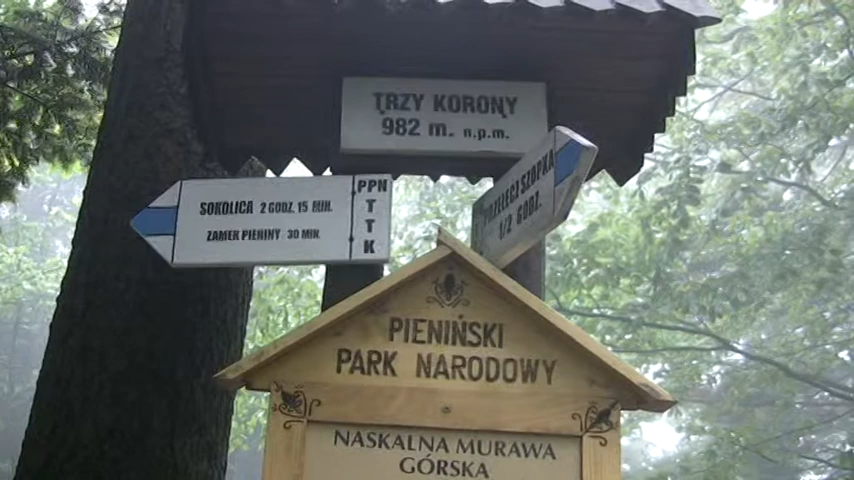 TRZY KORONY
982 m. n.p.m.
SOKOLICA 2 GODZ. 15 MIN.
ZAMEK PIENINY 30 MIN.
PPN
T
T
K
PRZEŁĘCZ SZOPKA
1/2 GODZ.
PIENIŃSKI
PARK NARODOWY
NASKALNA MURAWA
GÓRSKA